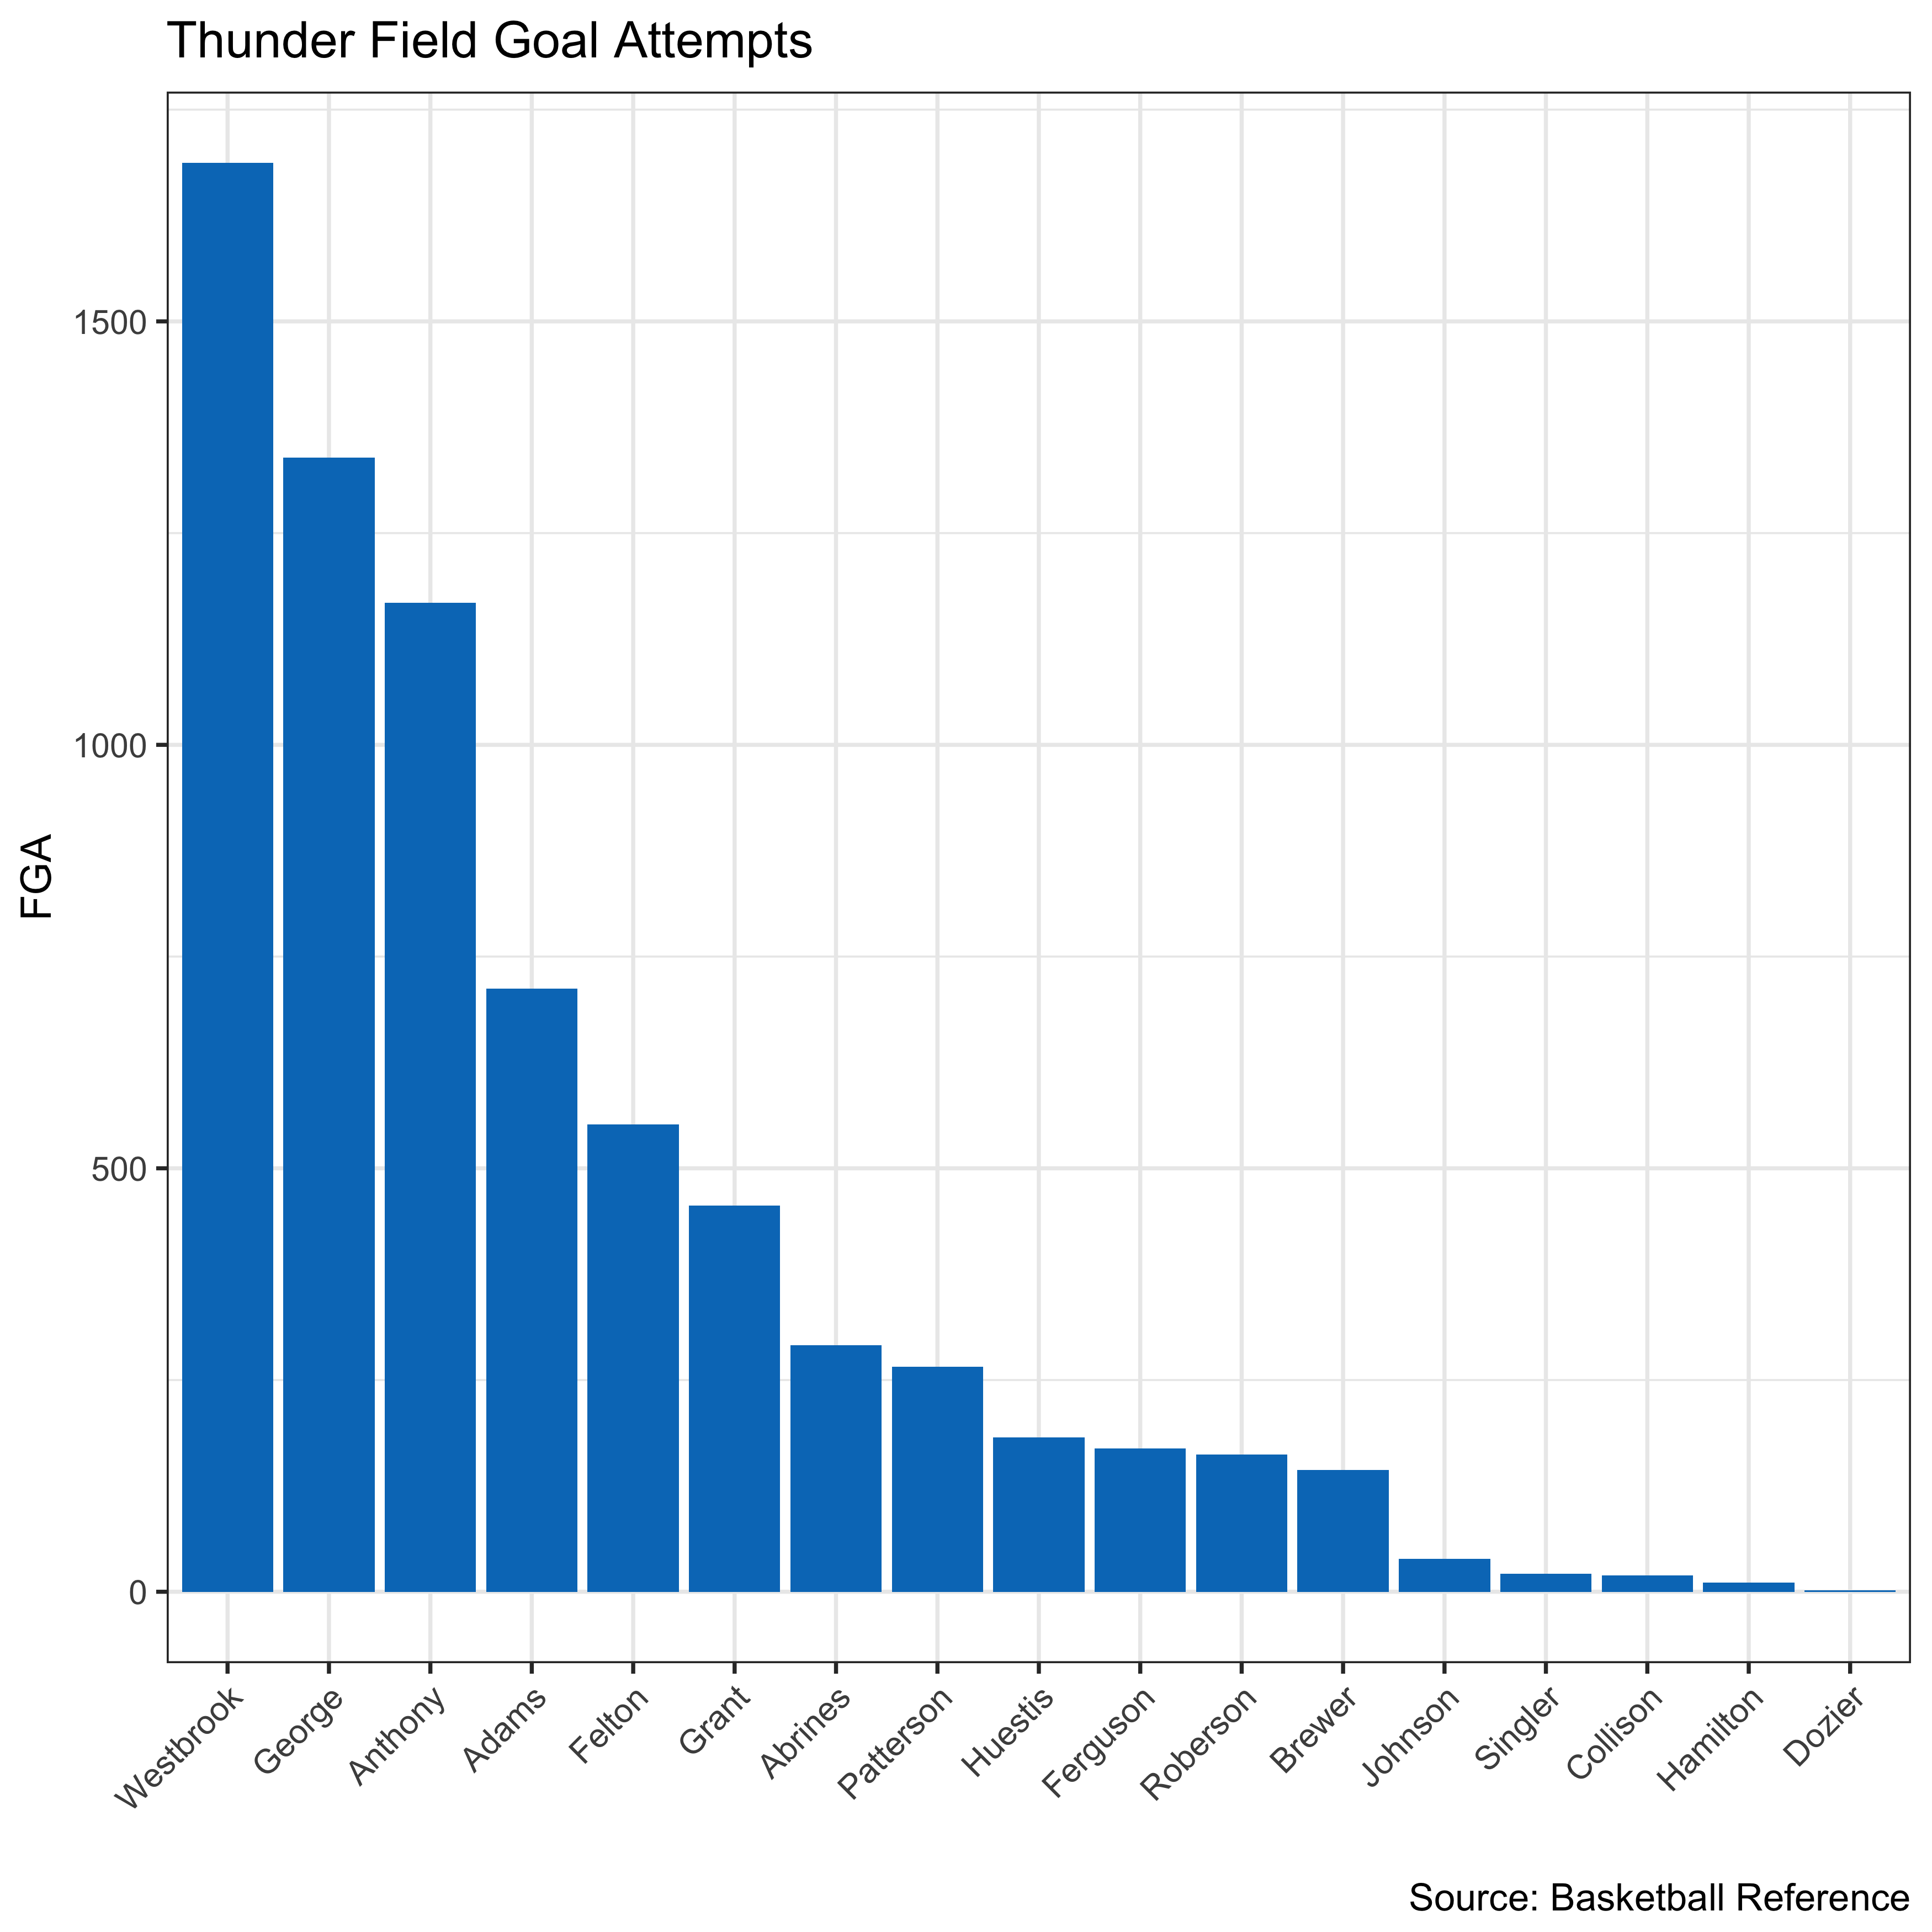 Thunder Field Goal Attempts
FGA
1500
1000
500
0
Westbrook
George
Anthony
Adams
Felton
Grant
Abrines
Patterson
Huestis
Ferguson
Roberson
Brewer
Johnson
Singler
Collison
Hamilton
Dozier
Source: Basketball Reference